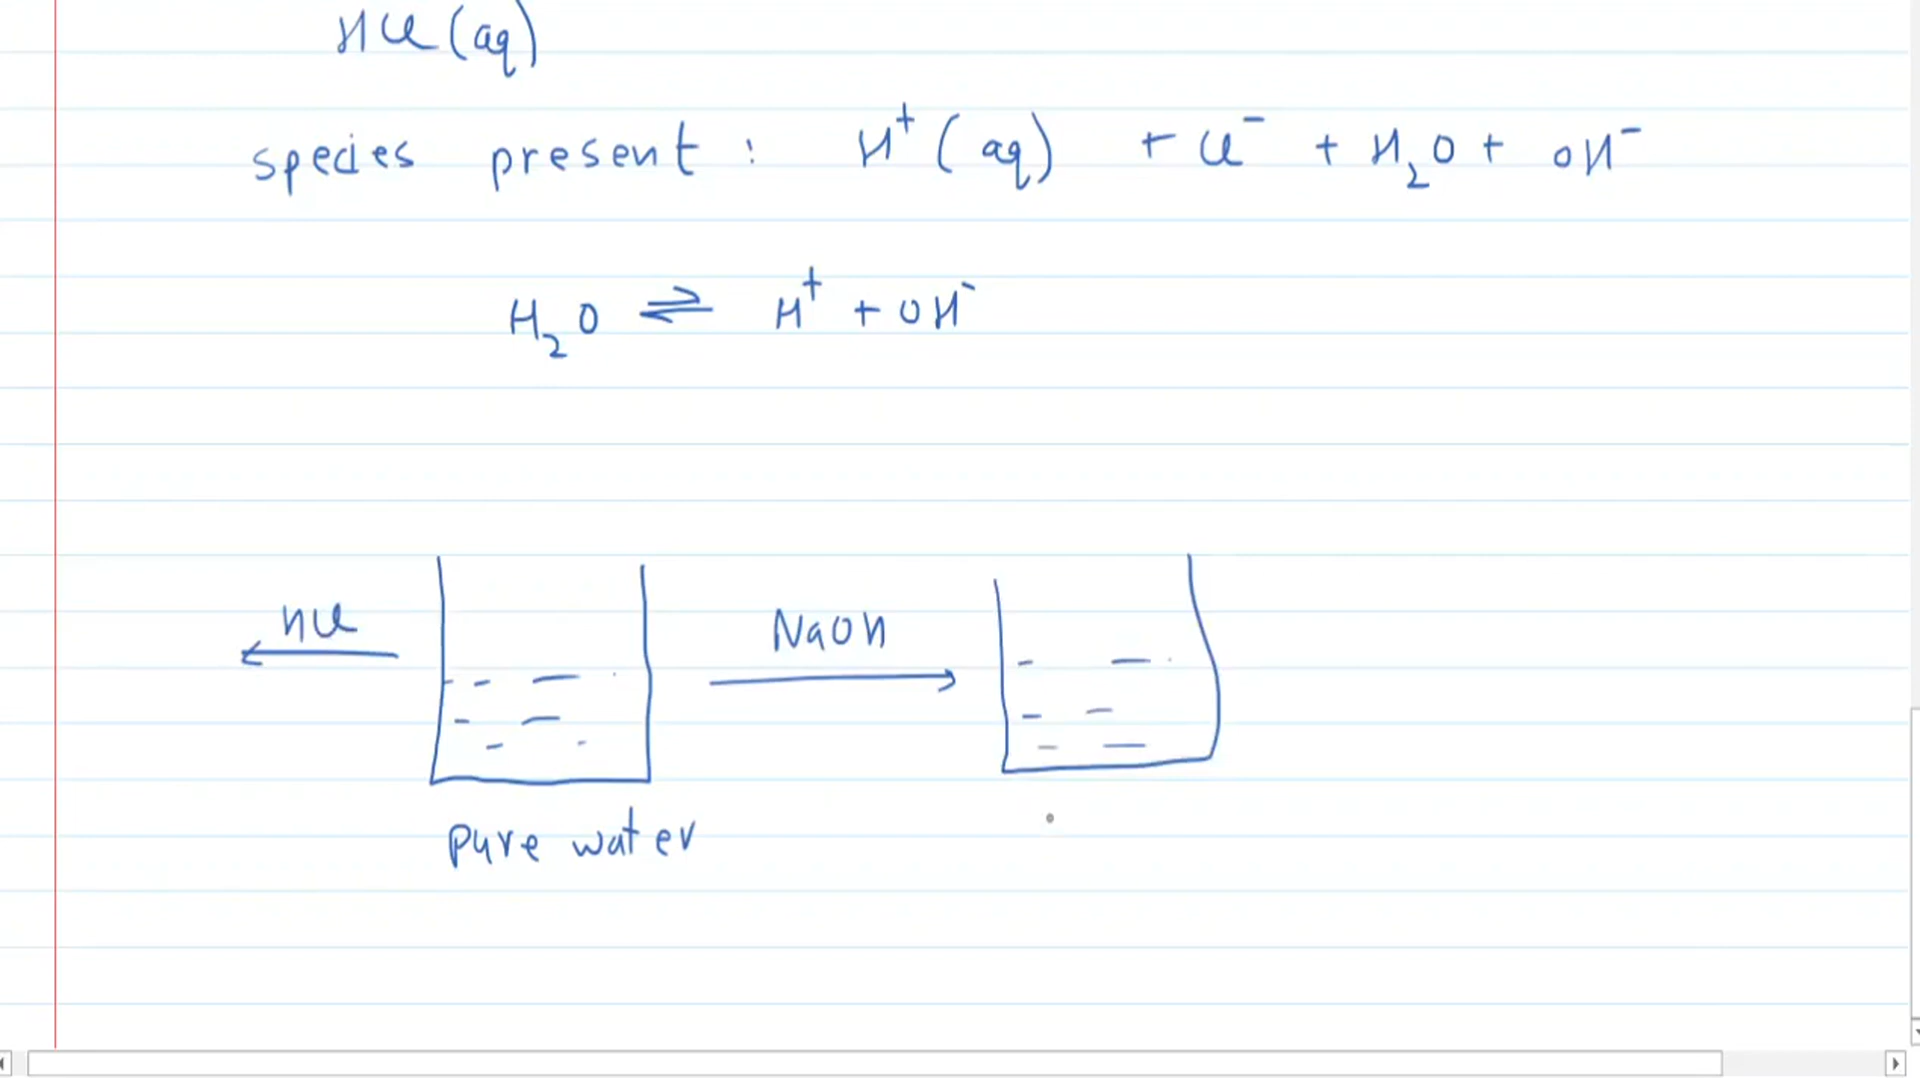 HCl (aq)
species present : H⁺ (aq) + Cl⁻ + H₂O + OH⁻
H₂O ⇌ H⁺ + OH⁻
HCl NaOH
pure water